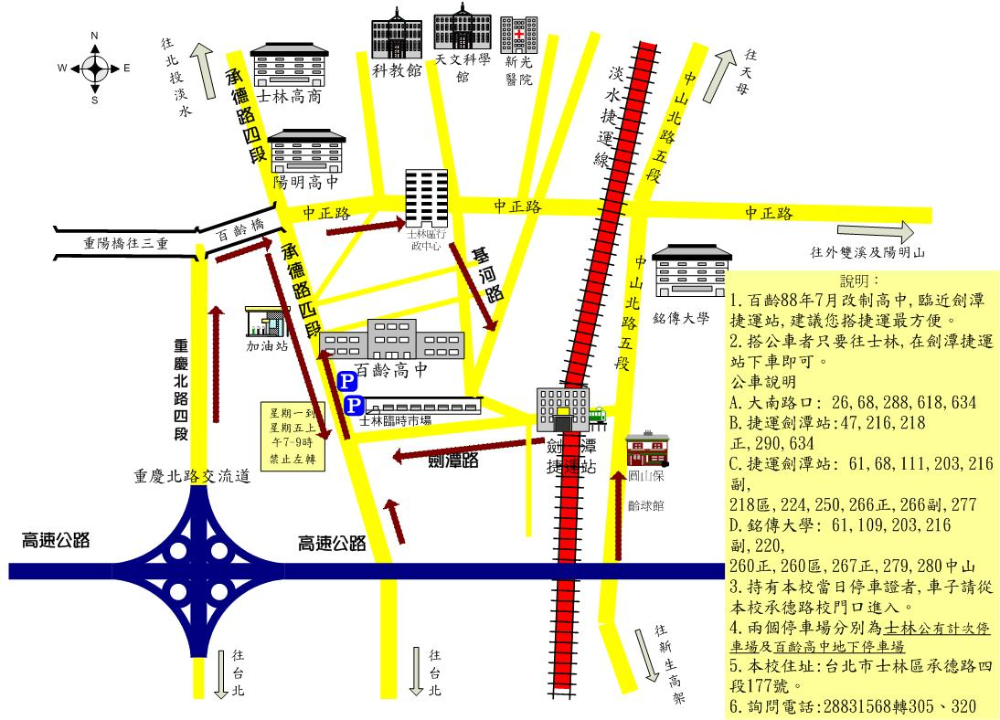 N
W
E
S
往北投淡水
承德路四段
士林高商
科教館
天文科學
館
新光
醫院
淡水捷運線
中山北路五段
往天母
陽明高中
中正路
中正路
中正路
百齡橋
重陽橋往三重
士林區行
政中心
往外雙溪及陽明山
承德路四段
基河路
中山北路五段
銘傳大學
加油站
百齡高中
重慶北路四段
P
P
士林臨時市場
星期一到
星期五上
午7-9時
禁止左轉
劍潭路
劍潭
捷運站
圓山保
齡球館
重慶北路交流道
高速公路
高速公路
往台北
往台北
往新生高架
說明：
1.百齡88年7月改制高中,臨近劍潭
捷運站,建議您搭捷運最方便。
2.搭公車者只要往士林,在劍潭捷運
站下車即可。
公車說明
A.大南路口: 26,68,288,618,634
B.捷運劍潭站:47,216,218
正,290,634
C.捷運劍潭站: 61,68,111,203,216
副,
218區,224,250,266正,266副,277
D.銘傳大學: 61,109,203,216
副,220,
260正,260區,267正,279,280中山
3.持有本校當日停車證者,車子請從
本校承德路校門口進入。
4.兩個停車場分別為士林公有計次停
車場及百齡高中地下停車場
5.本校住址:台北市士林區承德路四
段177號。
6.詢問電話:28831568轉305、320